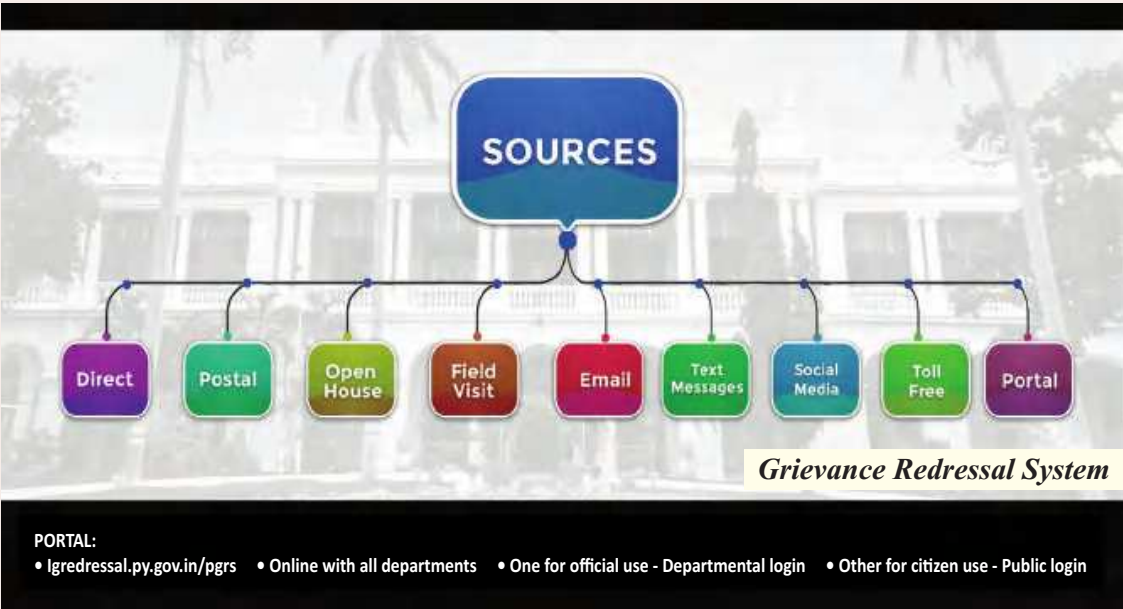 SOURCES
Direct
Postal
Open
House
Field
Visit
Email
Text
Messages
Social
Media
Toll
Free
Portal
Grievance Redressal System
PORTAL:
• lgredressal.py.gov.in/pgrs • Online with all departments • One for official use - Departmental login • Other for citizen use - Public login